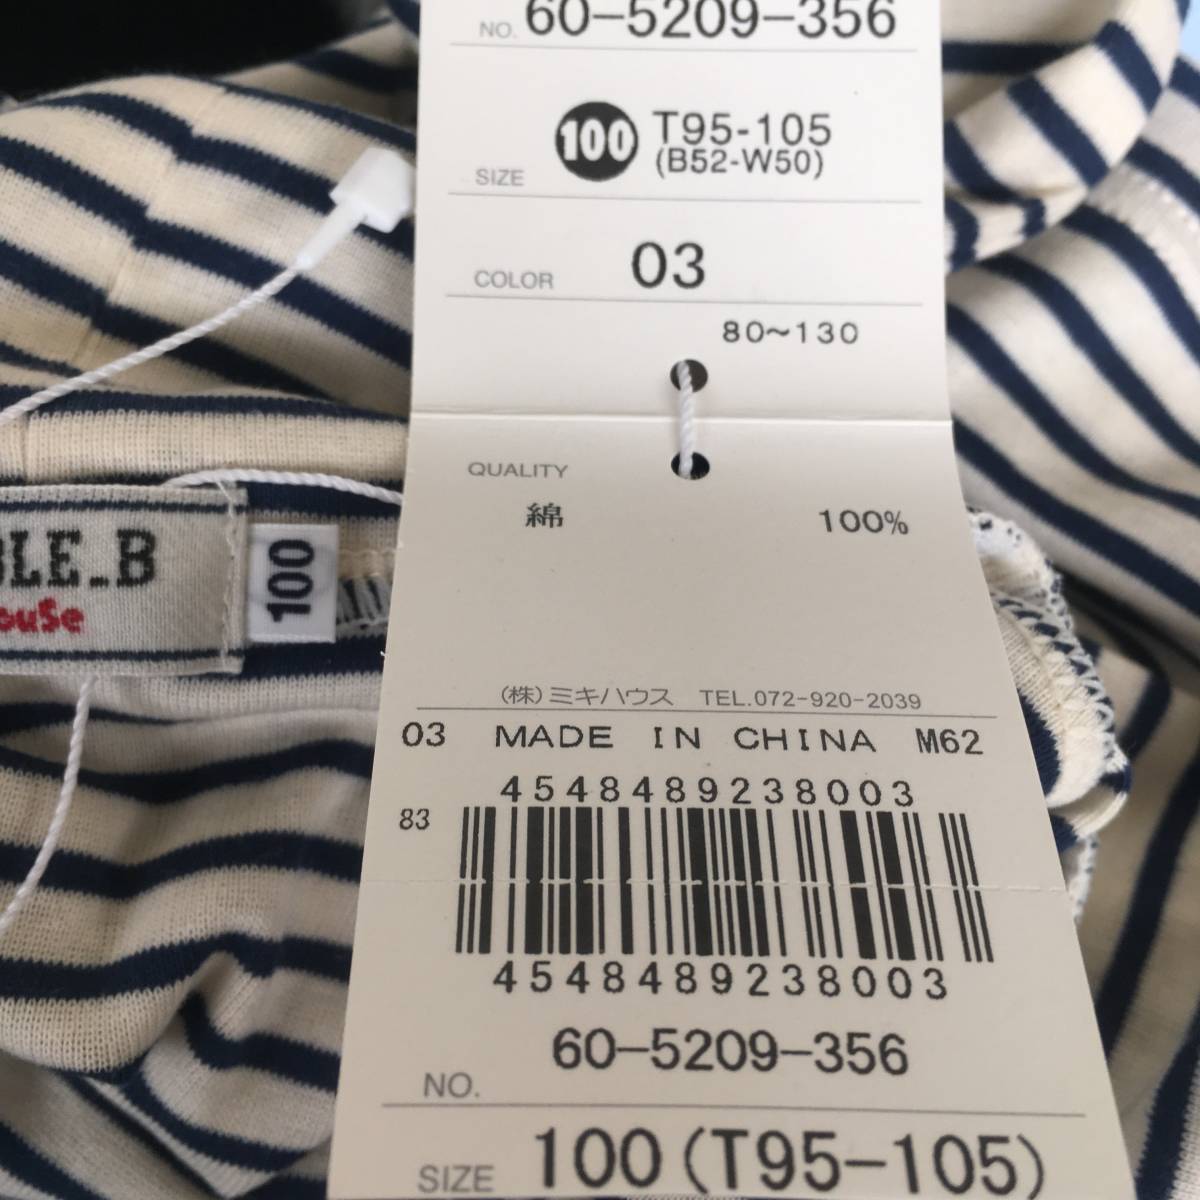 NO. 60-5209-356
SIZE 100 T95-105
(B52-W50)
COLOR 03
80~130
QUALITY
綿 100%
(株)ミキハウス TEL.072-920-2039
03 MADE IN CHINA M62
4548489238003
83
4548489238003
NO. 60-5209-356
SIZE 100(T95-105)
BLE_B
ouSe
100